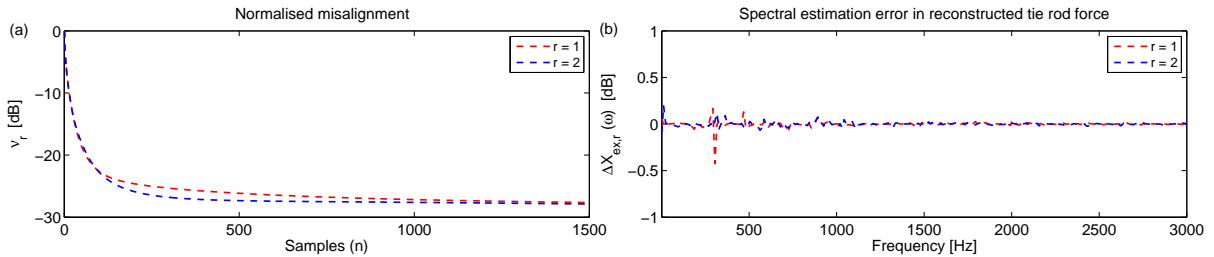 Normalised misalignment
(a)
0
−10
−20
−30
ν_r [dB]
r = 1
r = 2
0
500
1000
1500
Samples (n)
Spectral estimation error in reconstructed tie rod force
(b)
1
0.5
0
−0.5
−1
ΔX_{ex,r} (ω) [dB]
r = 1
r = 2
500
1000
1500
2000
2500
3000
Frequency [Hz]